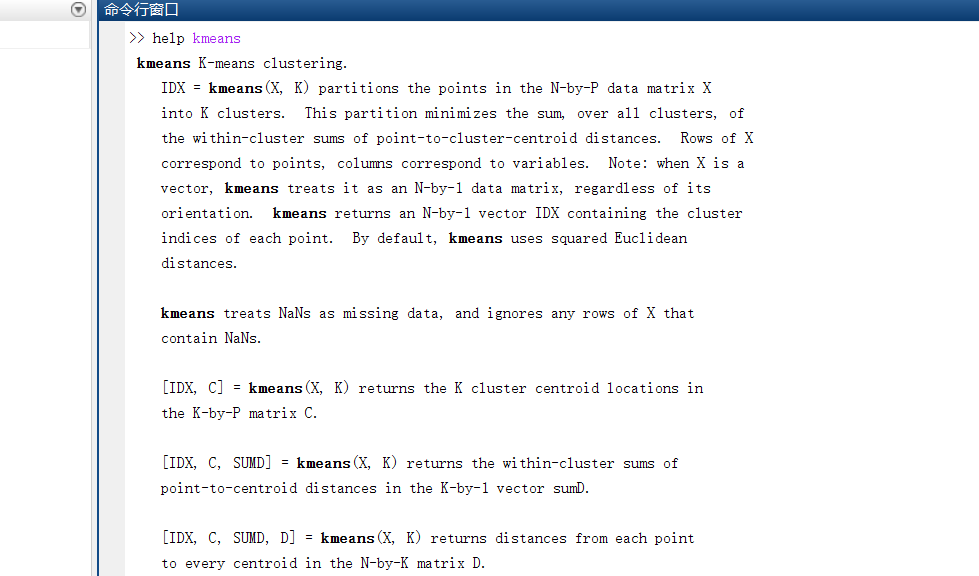 命令行窗口
>> help kmeans
kmeans K-means clustering.
IDX = kmeans(X, K) partitions the points in the N-by-P data matrix X
into K clusters.  This partition minimizes the sum, over all clusters, of
the within-cluster sums of point-to-cluster-centroid distances.  Rows of X
correspond to points, columns correspond to variables.  Note: when X is a
vector, kmeans treats it as an N-by-1 data matrix, regardless of its
orientation.  kmeans returns an N-by-1 vector IDX containing the cluster
indices of each point.  By default, kmeans uses squared Euclidean
distances.
kmeans treats NaNs as missing data, and ignores any rows of X that
contain NaNs.
[IDX, C] = kmeans(X, K) returns the K cluster centroid locations in
the K-by-P matrix C.
[IDX, C, SUMD] = kmeans(X, K) returns the within-cluster sums of
point-to-centroid distances in the K-by-1 vector sumD.
[IDX, C, SUMD, D] = kmeans(X, K) returns distances from each point
to every centroid in the N-by-K matrix D.